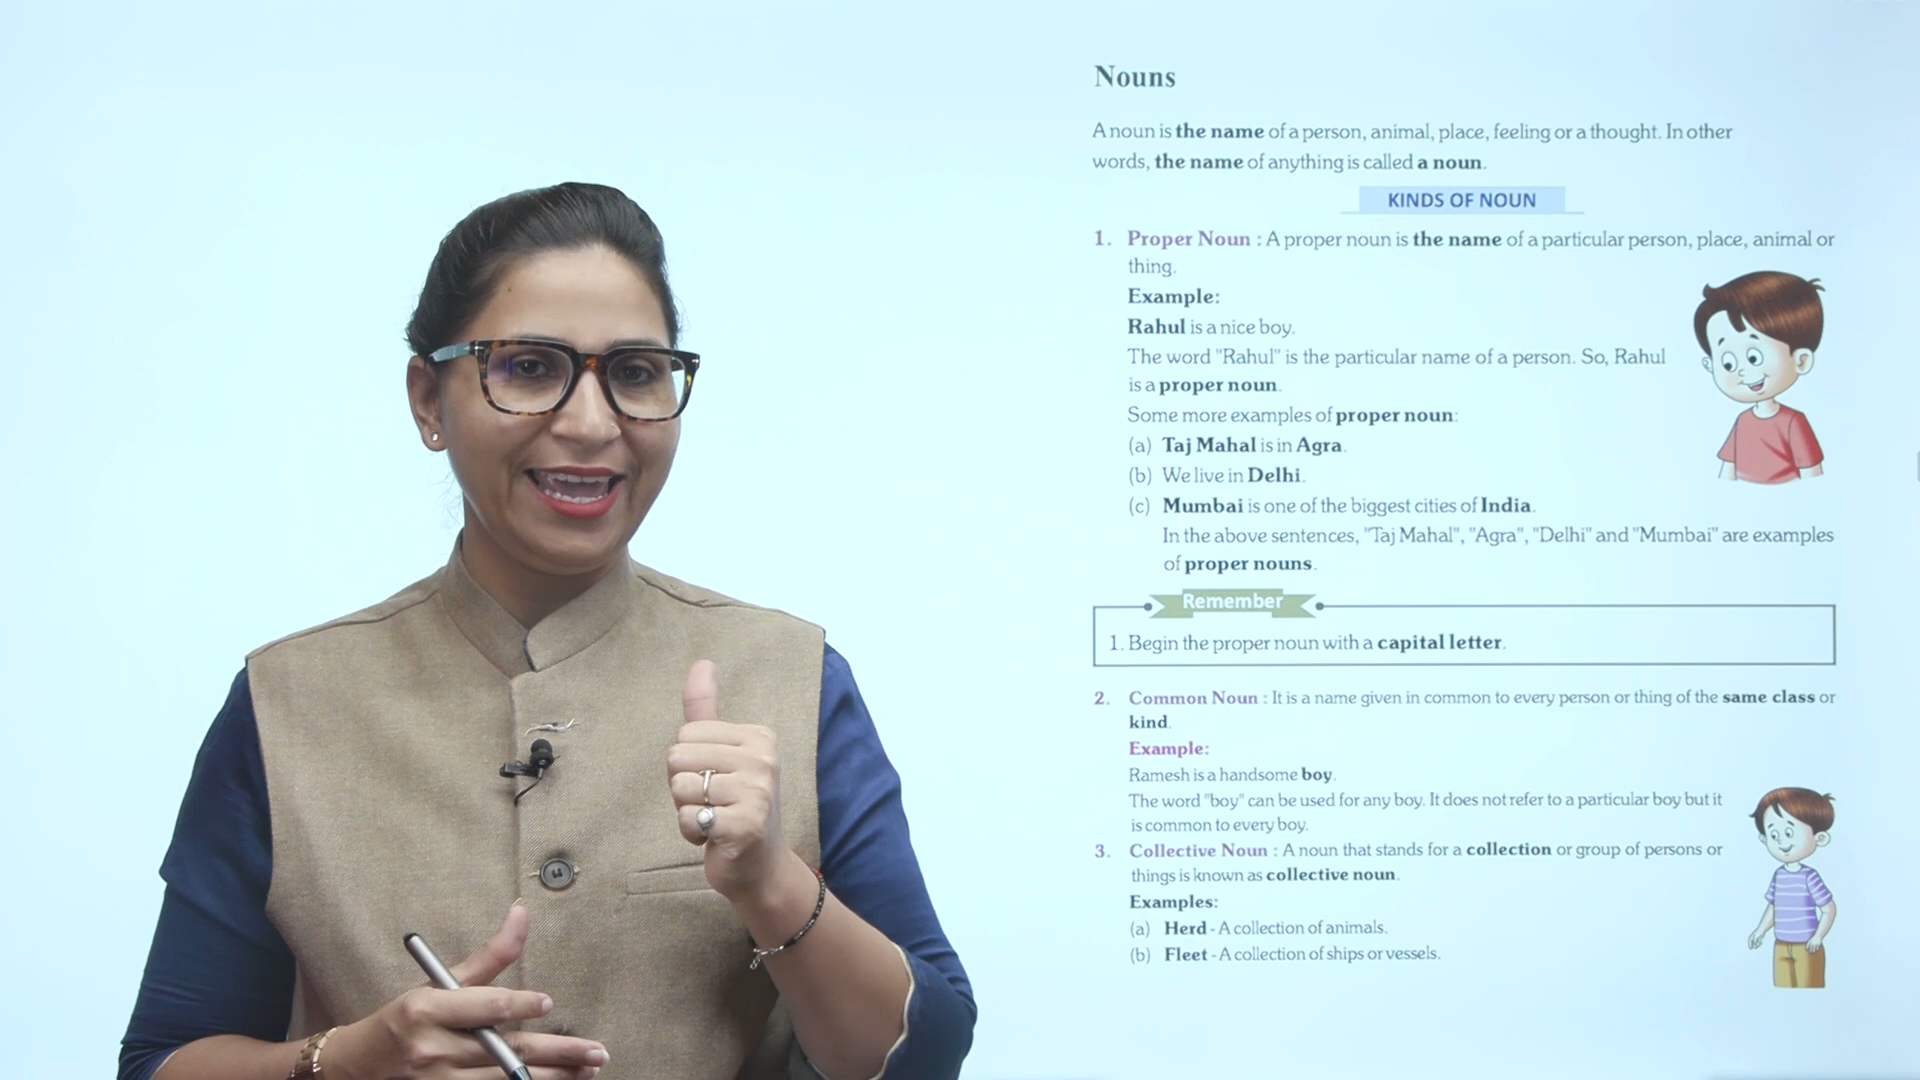 Nouns
A noun is the name of a person, animal, place, feeling or a thought. In other
words, the name of anything is called a noun.
KINDS OF NOUN
1. Proper Noun : A proper noun is the name of a particular person, place, animal or
thing.
Example:
Rahul is a nice boy.
The word "Rahul" is the particular name of a person. So, Rahul
is a proper noun.
Some more examples of proper noun:
(a) Taj Mahal is in Agra.
(b) We live in Delhi.
(c) Mumbai is one of the biggest cities of India.
In the above sentences, "Taj Mahal", "Agra", "Delhi" and "Mumbai" are examples
of proper nouns.
Remember
1. Begin the proper noun with a capital letter.
2. Common Noun : It is a name given in common to every person or thing of the same class or
kind.
Example:
Ramesh is a handsome boy.
The word "boy" can be used for any boy. It does not refer to a particular boy but it
is common to every boy.
3. Collective Noun : A noun that stands for a collection or group of persons or
things is known as collective noun.
Examples:
(a) Herd - A collection of animals.
(b) Fleet - A collection of ships or vessels.